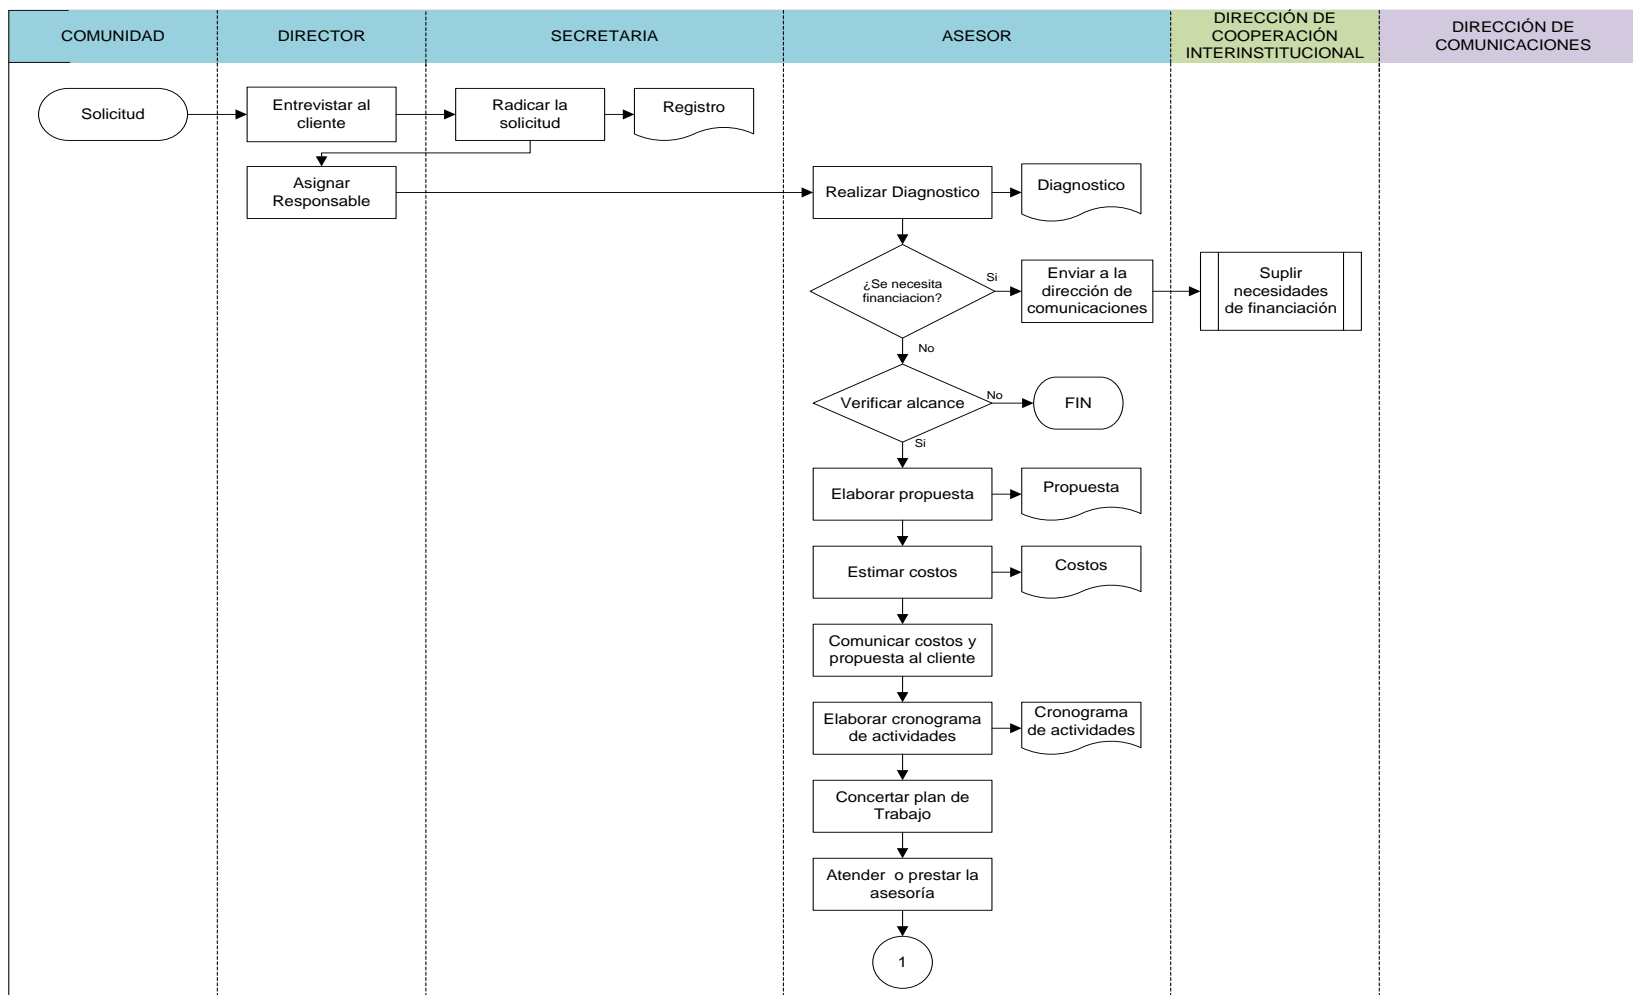 COMUNIDAD
DIRECTOR
SECRETARIA
ASESOR
DIRECCIÓN DE
COOPERACIÓN
INTERINSTITUCIONAL
DIRECCIÓN DE
COMUNICACIONES
Solicitud
Entrevistar al
cliente
Radicar la
solicitud
Registro
Asignar
Responsable
Realizar Diagnostico
Diagnostico
¿Se necesita
financiacion?
Si
Enviar a la
dirección de
comunicaciones
Suplir
necesidades
de financiación
No
Verificar alcance
No
FIN
Si
Elaborar propuesta
Propuesta
Estimar costos
Costos
Comunicar costos y
propuesta al cliente
Elaborar cronograma
de actividades
Cronograma
de actividades
Concertar plan de
Trabajo
Atender o prestar la
asesoría
1